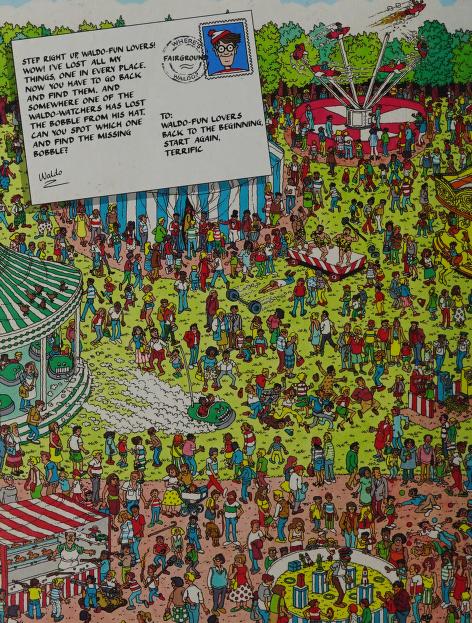 STEP RIGHT UP, WALDO-FUN LOVERS!
WOW! I'VE LOST ALL MY
THINGS, ONE IN EVERY PLACE.
NOW YOU HAVE TO GO BACK
AND FIND THEM. AND
SOMEWHERE ONE OF THE
WALDO-WATCHERS HAS LOST
THE BOBBLE FROM HIS HAT.
CAN YOU SPOT WHICH ONE
AND FIND THE MISSING
BOBBLE?
Waldo
WHERE'S
FAIRGROUND
WALDO?
TO:
WALDO-FUN LOVERS
BACK TO THE BEGINNING,
START AGAIN,
TERRIFIC